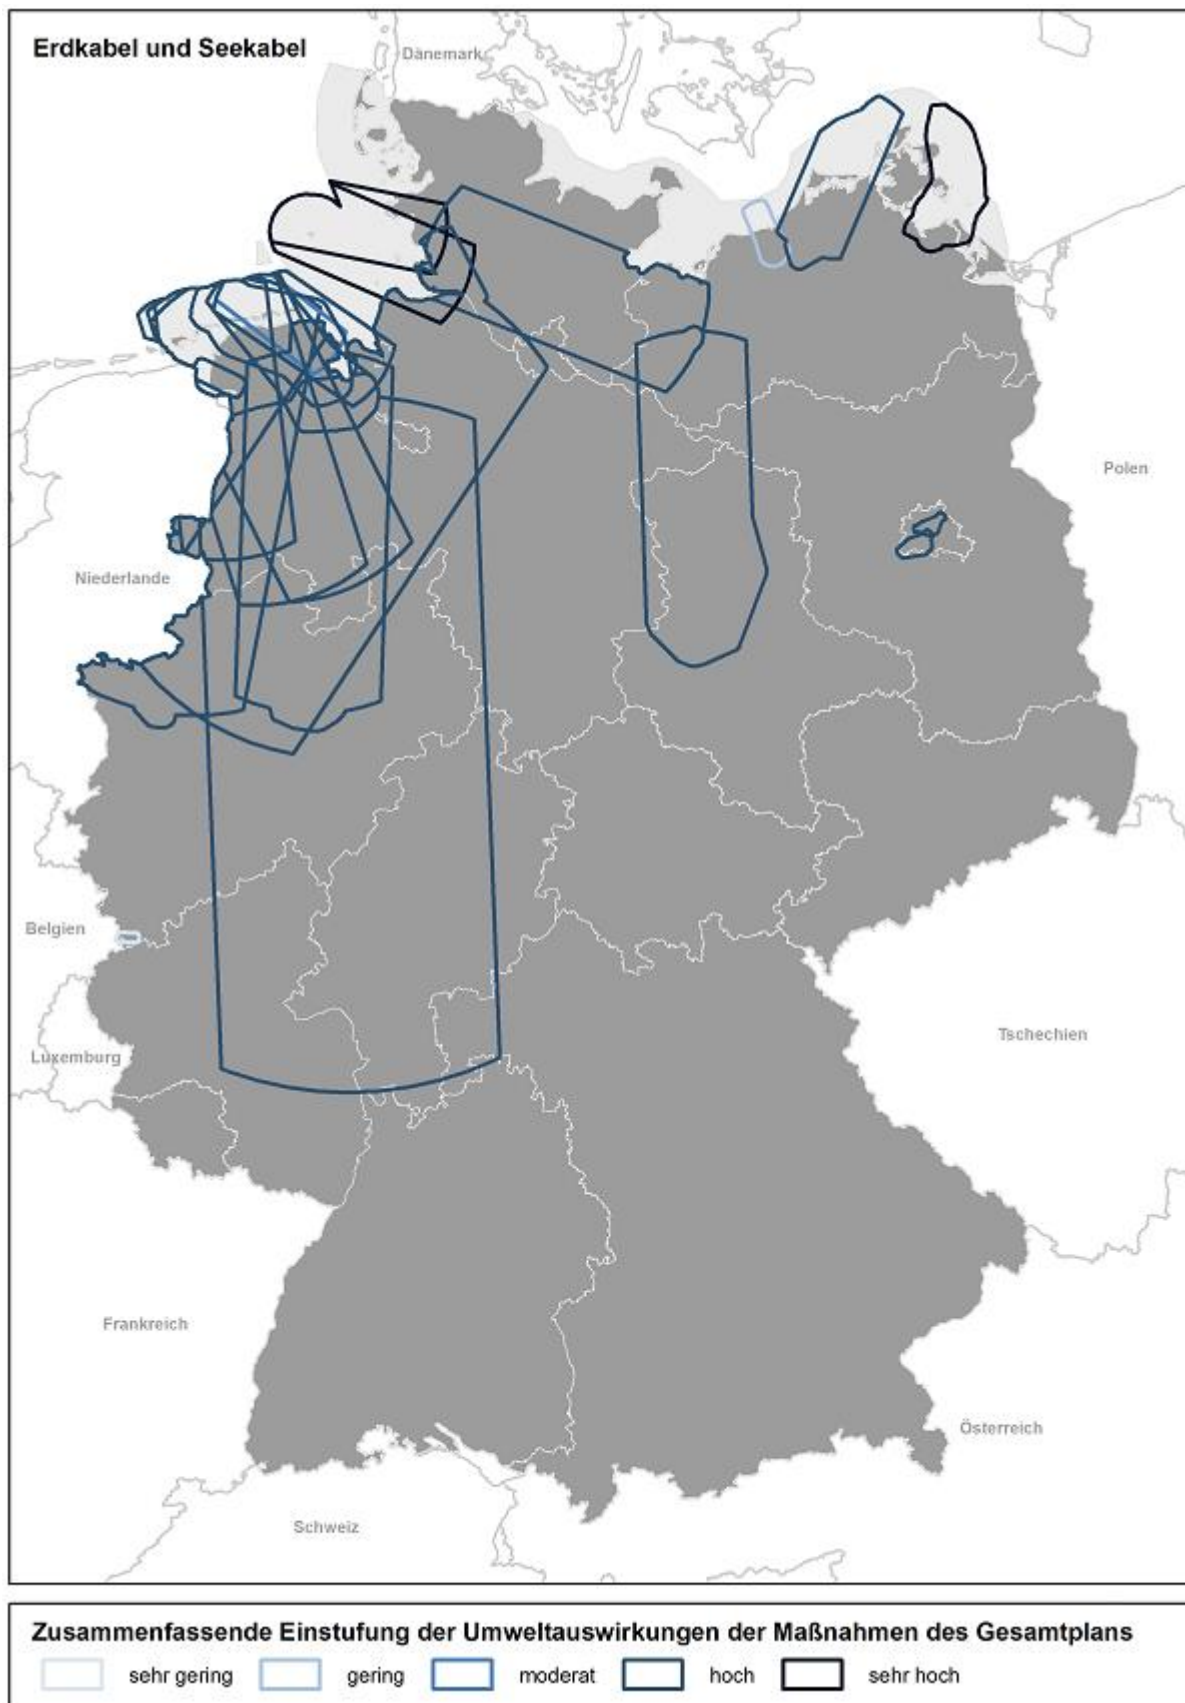 Erdkabel und Seekabel
Dänemark
Polen
Niederlande
Belgien
Luxemburg
Tschechien
Frankreich
Österreich
Schweiz
Zusammenfassende Einstufung der Umweltauswirkungen der Maßnahmen des Gesamtplans
sehr gering gering moderat hoch sehr hoch